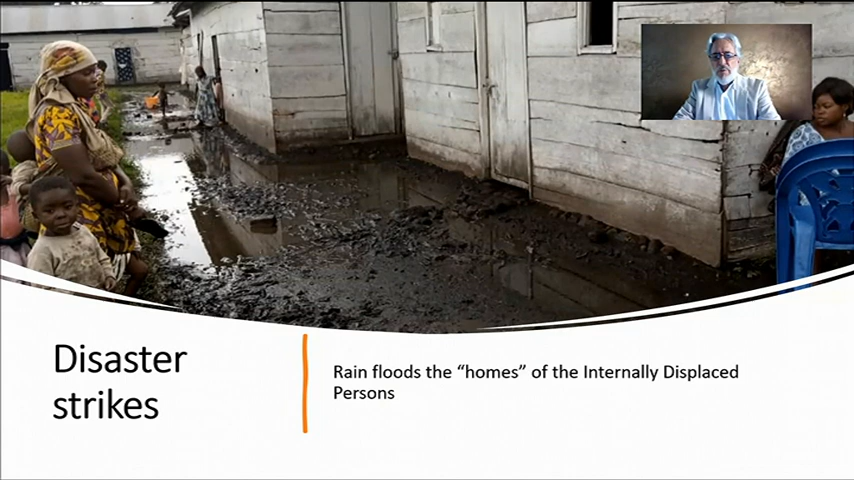 Disaster
strikes
Rain floods the “homes” of the Internally Displaced
Persons